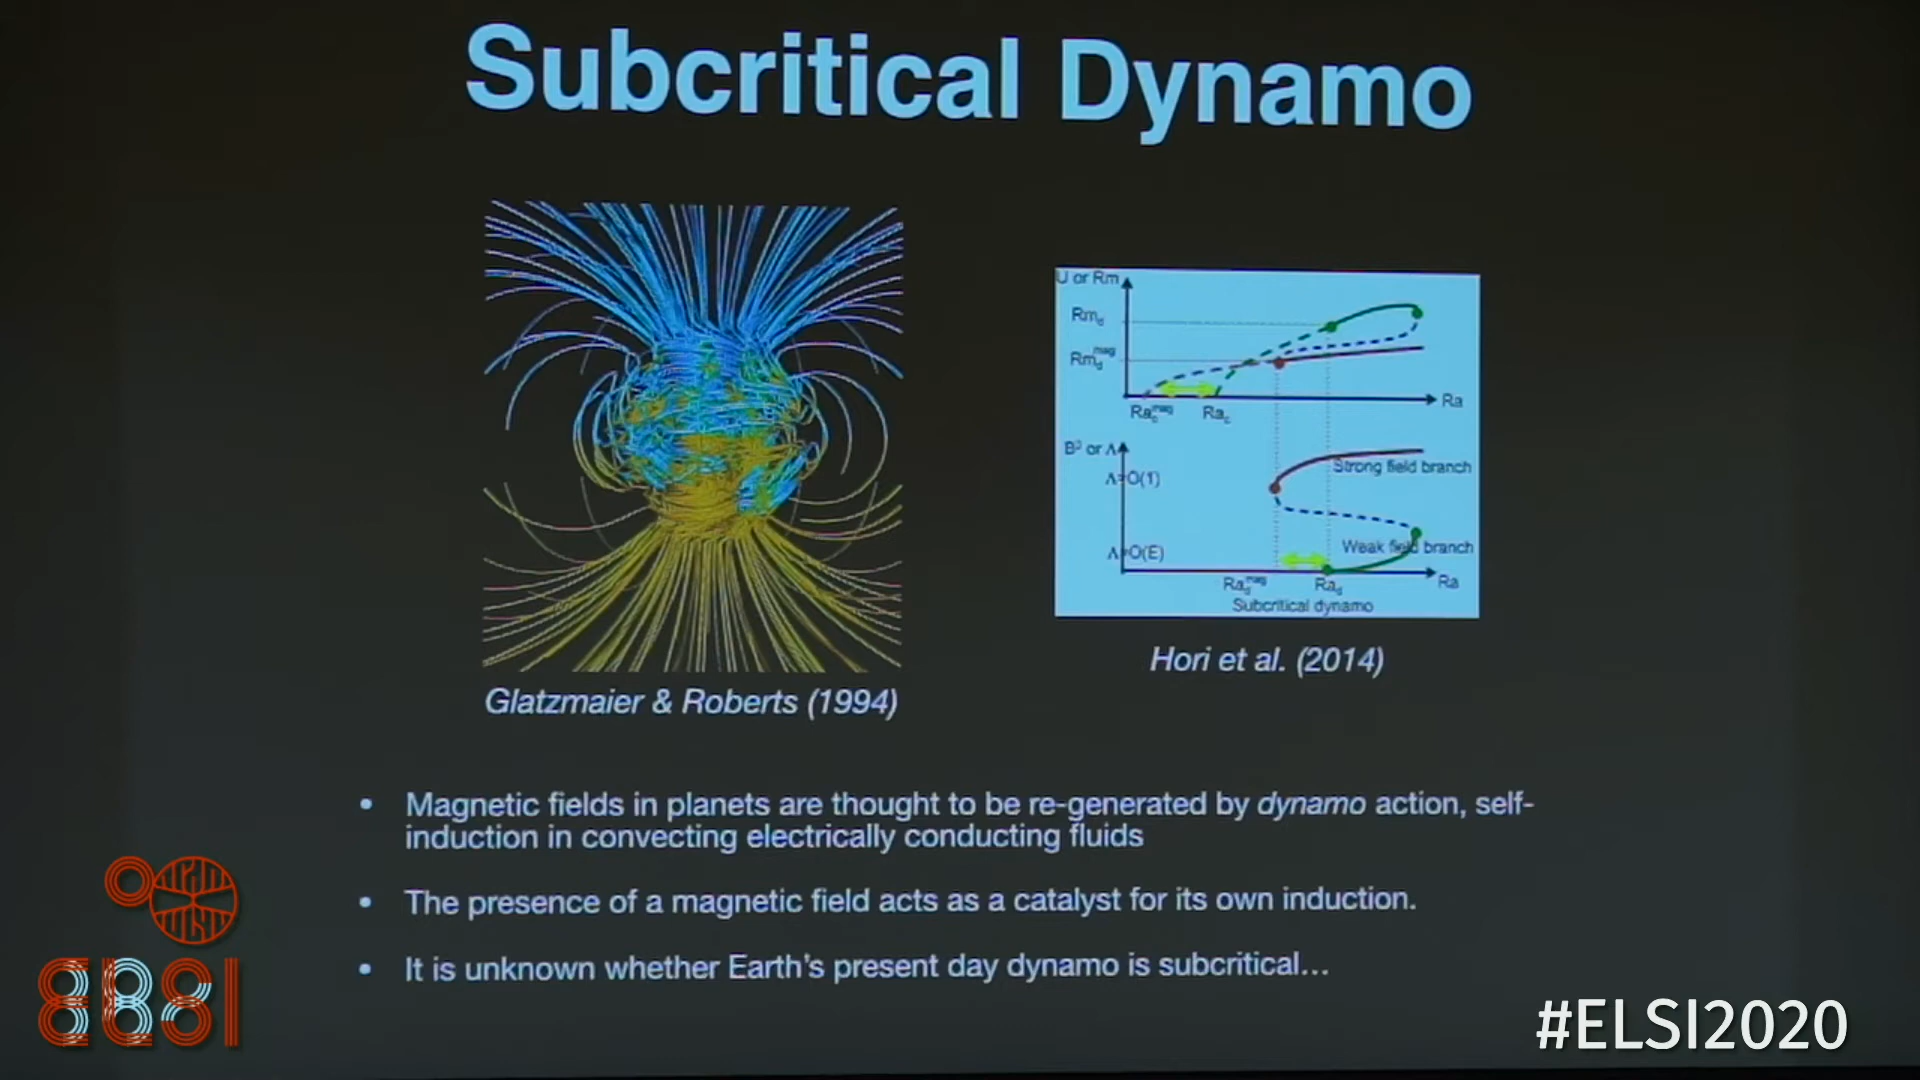 Subcritical Dynamo
Glatzmaier & Roberts (1994)
U or Rm
Rm_d
Rm_d^mag
Ra_c^mag Ra_c
Ra
B² or Λ
Λ=O(1)
Strong field branch
Λ=O(E)
Weak field branch
Ra_d^mag Ra_d
Ra
Subcritical dynamo
Hori et al. (2014)
• Magnetic fields in planets are thought to be re-generated by dynamo action, self-
induction in convecting electrically conducting fluids
• The presence of a magnetic field acts as a catalyst for its own induction.
• It is unknown whether Earth's present day dynamo is subcritical...
ELSI
#ELSI2020